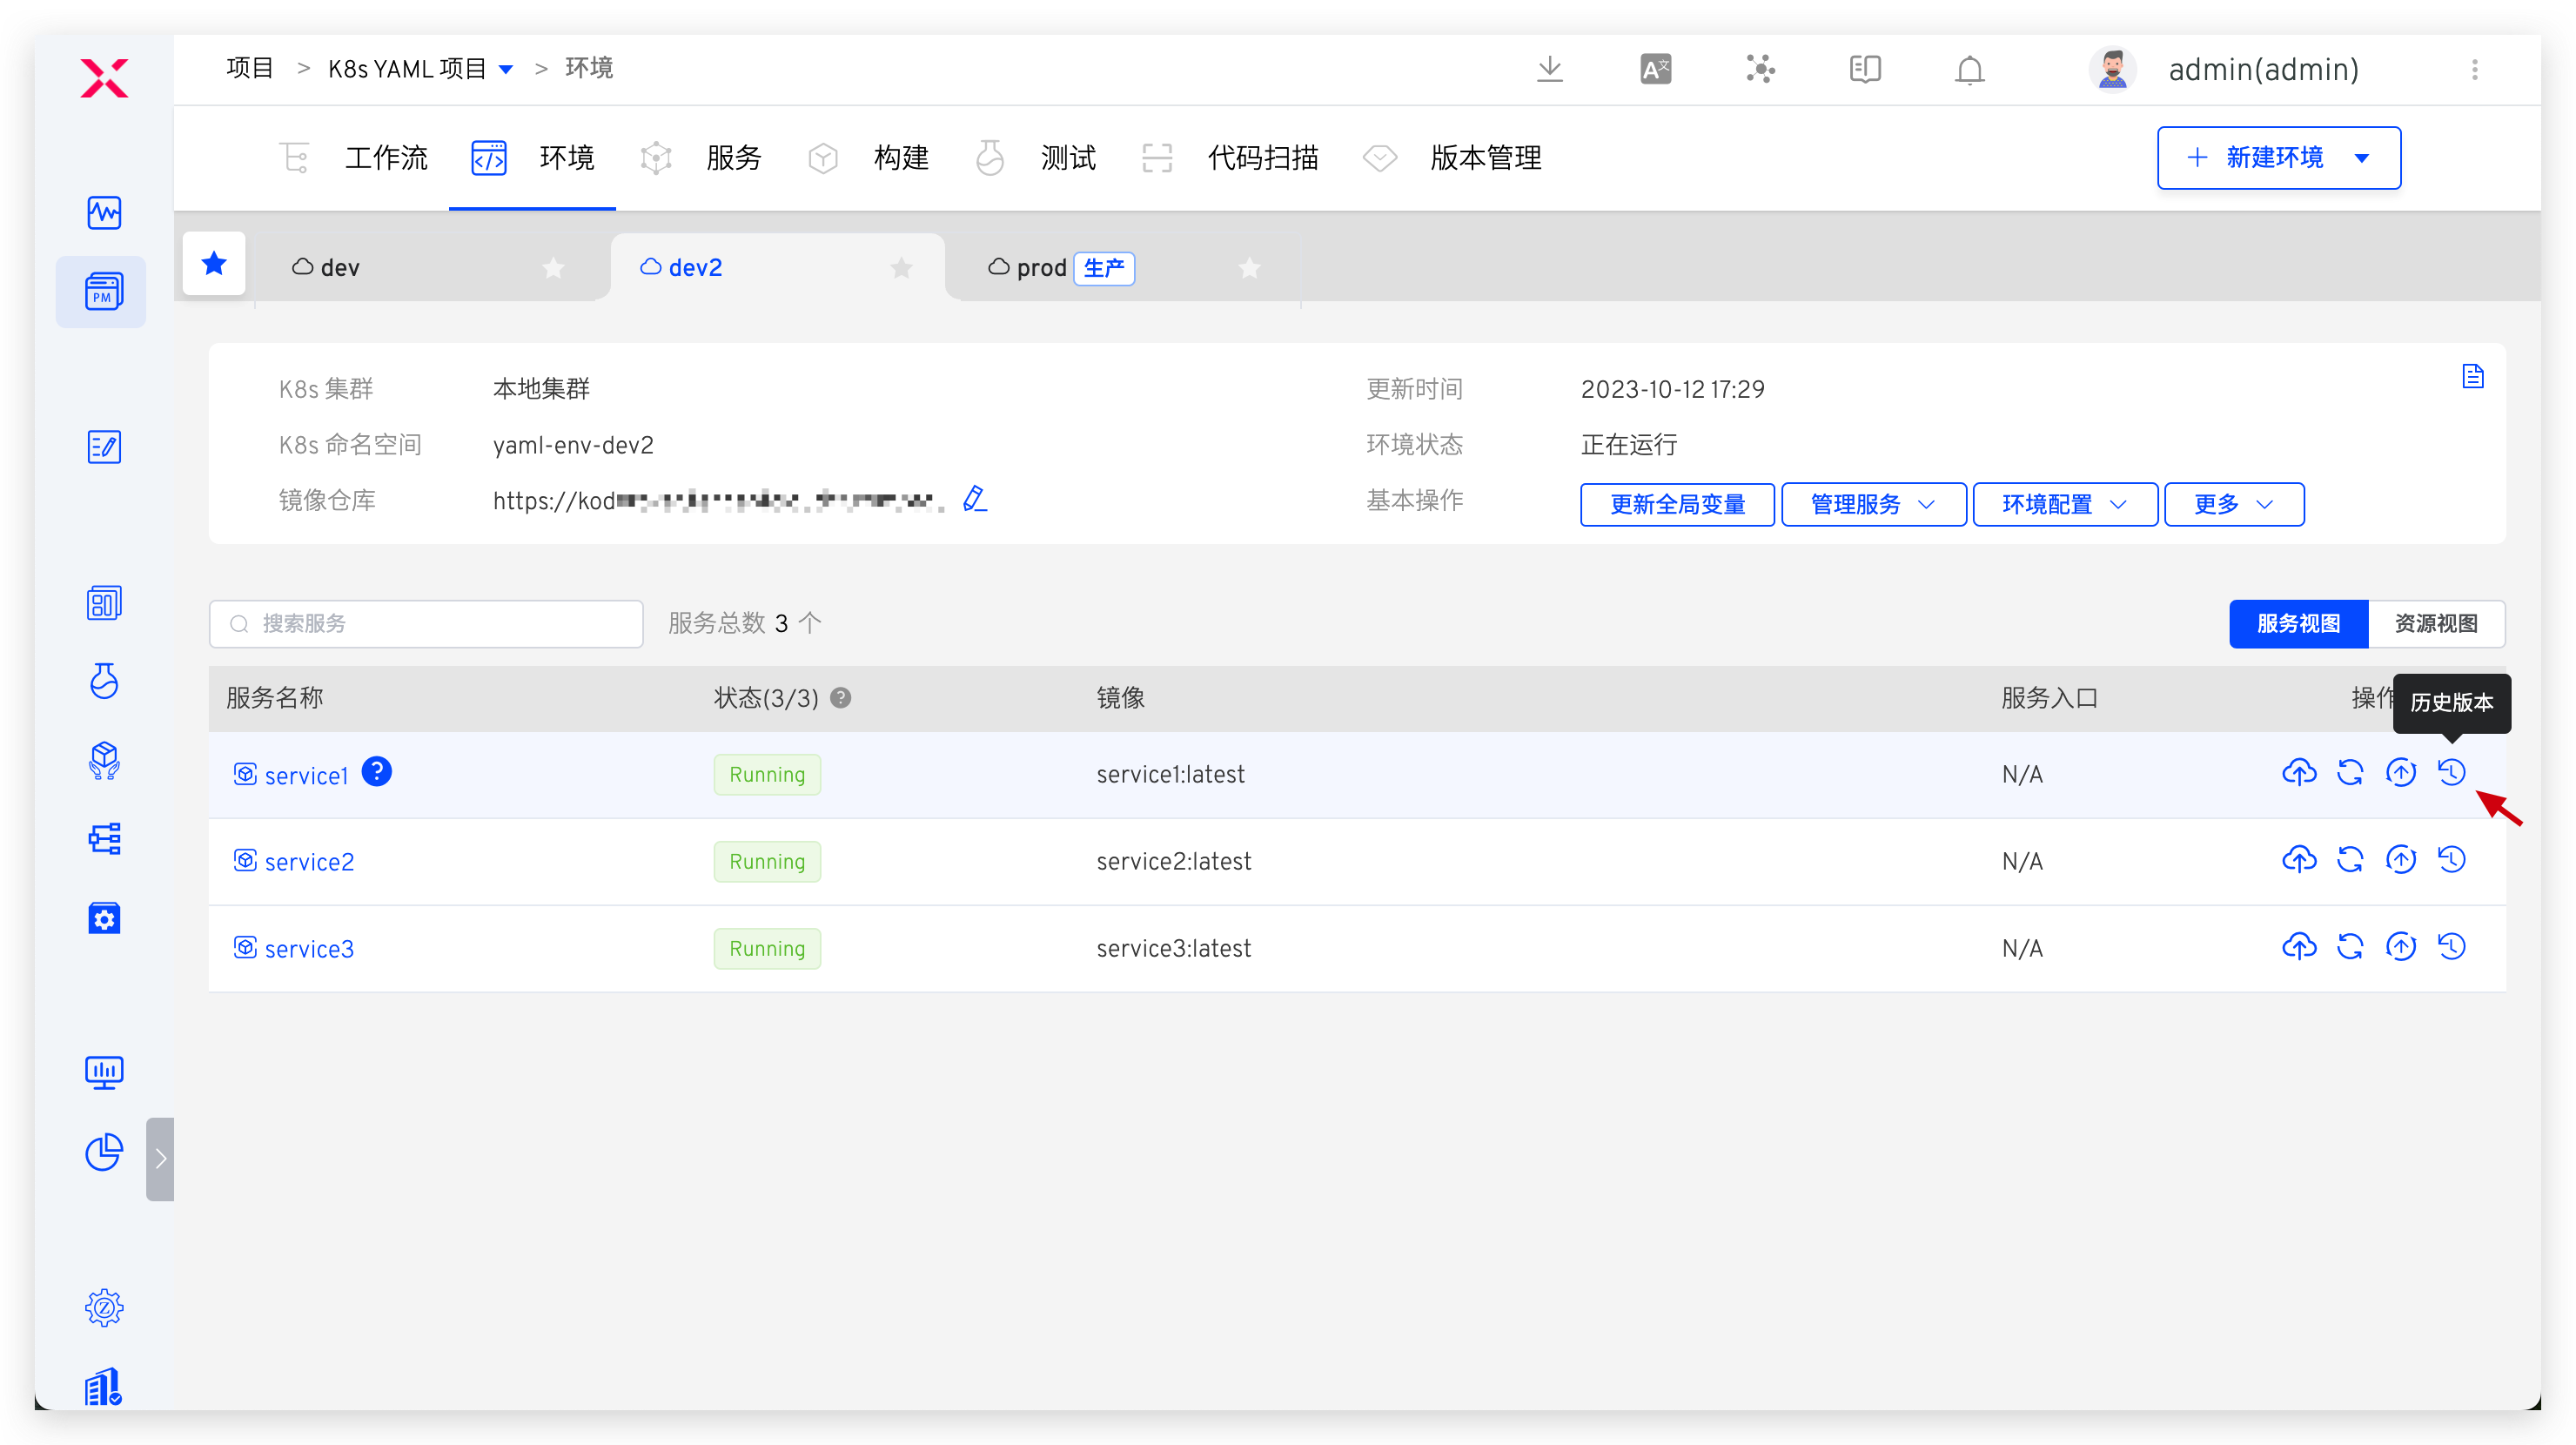 项目 > K8s YAML 项目 > 环境
admin(admin)
工作流 环境 服务 构建 测试 代码扫描 版本管理
新建环境
dev dev2 prod 生产
PM
K8s 集群 本地集群 更新时间 2023-10-12 17:29
K8s 命名空间 yaml-env-dev2 环境状态 正在运行
镜像仓库 https://kod 基本操作 更新全局变量 管理服务 环境配置 更多
搜索服务 服务总数 3 个 服务视图 资源视图
服务名称 状态(3/3) 镜像 服务入口
历史版本
service1 Running service1:latest N/A
service2 Running service2:latest N/A
service3 Running service3:latest N/A